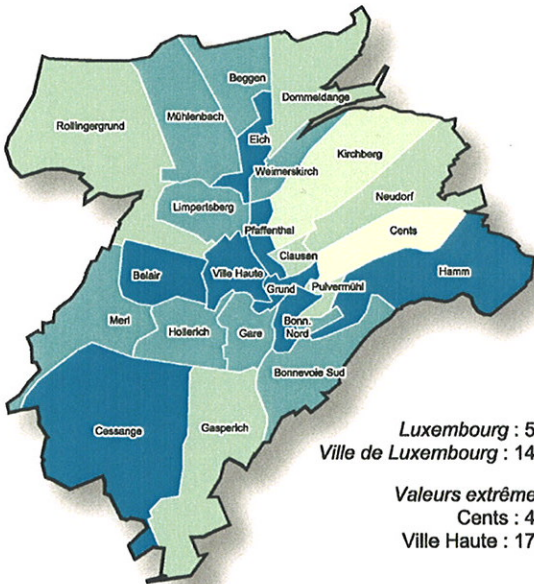 Beggen
Dommeldange
Rollingergrund
Mühlenbach
Eich
Kirchberg
Weimerskirch
Neudorf
Limpertsberg
Pfaffenthal
Cents
Clausen
Belair
Ville Haute
Hamm
Grund
Pulvermühl
Merl
Hollerich
Gare
Bonn.
Nord
Bonnevoie Sud
Cessange
Gasperich
Luxembourg : 5
Ville de Luxembourg : 14
Valeurs extrême
Cents : 4
Ville Haute : 17